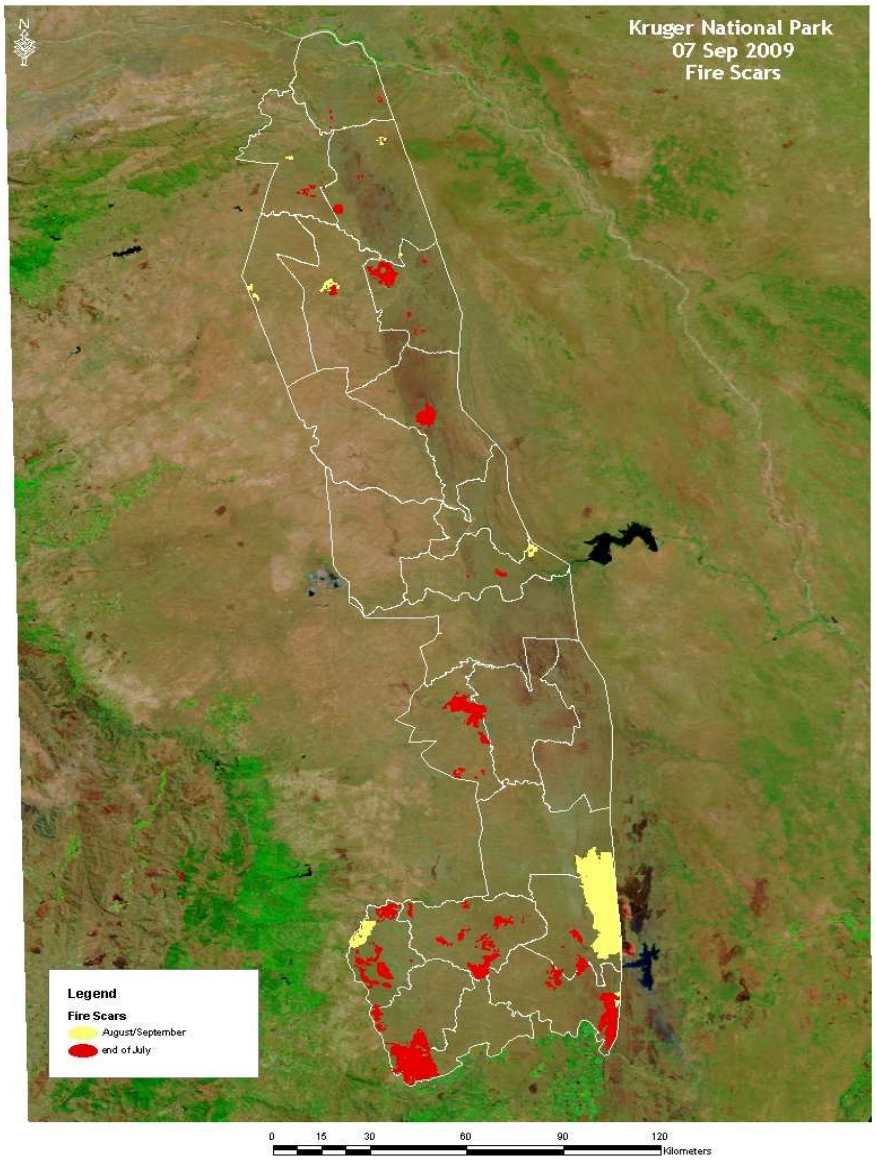 N
Kruger National Park
07 Sep 2009
Fire Scars
Legend
Fire Scars
August/September
end of July
0 15 30 60 90 120
Kilometers